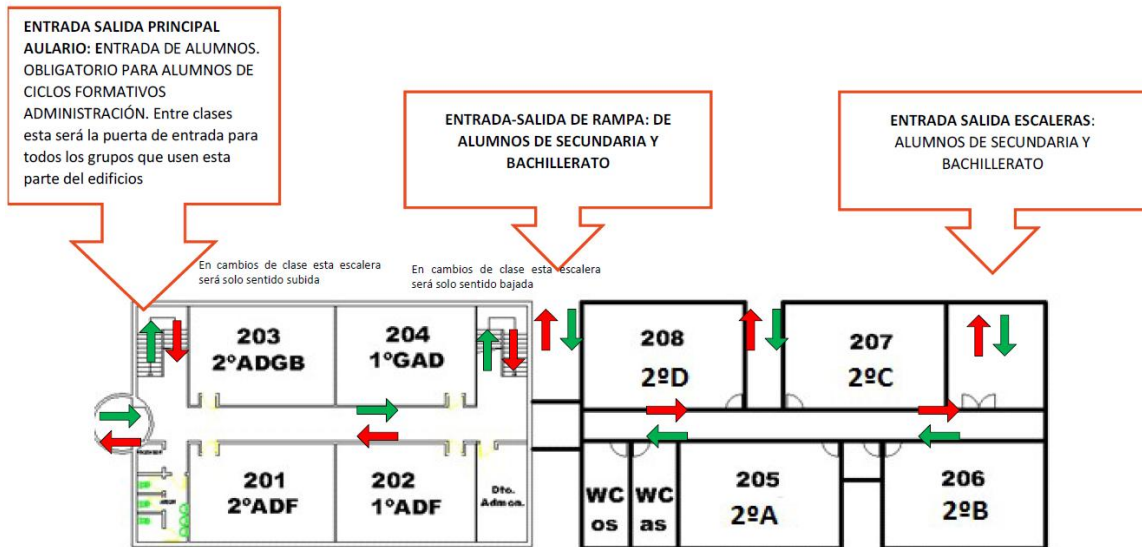 ENTRADA SALIDA PRINCIPAL
AULARIO: ENTRADA DE ALUMNOS.
OBLIGATORIO PARA ALUMNOS DE
CICLOS FORMATIVOS
ADMINISTRACIÓN. Entre clases
esta será la puerta de entrada para
todos los grupos que usen esta
parte del edificios
ENTRADA-SALIDA DE RAMPA: DE
ALUMNOS DE SECUNDARIA Y
BACHILLERATO
ENTRADA SALIDA ESCALERAS:
ALUMNOS DE SECUNDARIA Y
BACHILLERATO
En cambios de clase esta escalera
será solo sentido subida
En cambios de clase esta escalera
será solo sentido bajada
203
2ºADGB
204
1ºGAD
208
2ºD
207
2ºC
201
2ºADF
202
1ºADF
Dto.
Admon.
WC
os
WC
as
205
2ºA
206
2ºB